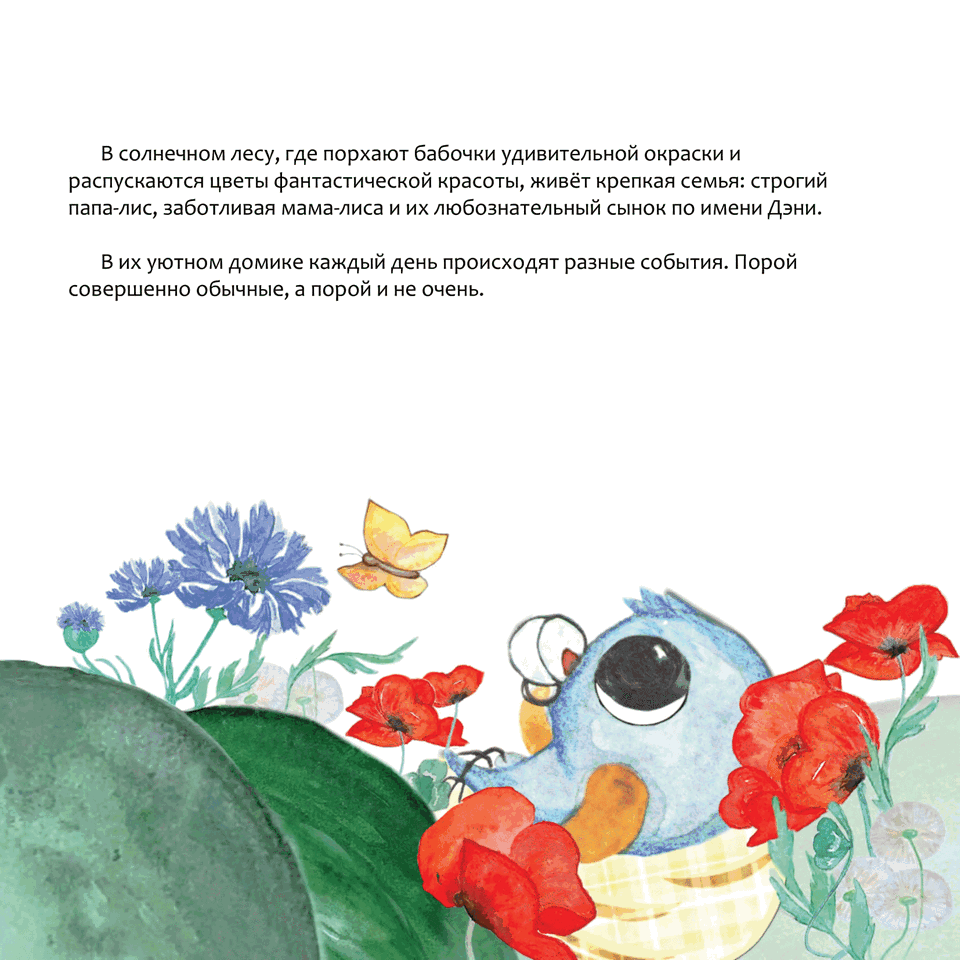 В солнечном лесу, где порхают бабочки удивительной окраски и
распускаются цветы фантастической красоты, живёт крепкая семья: строгий
папа-лис, заботливая мама-лиса и их любознательный сынок по имени Дэни.
В их уютном домике каждый день происходят разные события. Порой
совершенно обычные, а порой и не очень.